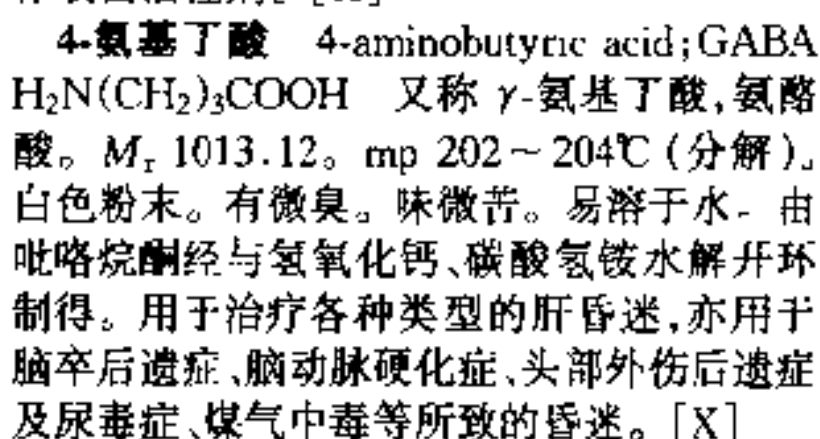 4-氨基丁酸 4-aminobutyric acid;GABA
H₂N(CH₂)₃COOH 又称 γ-氨基丁酸,氨酪
酸。Mr 1013.12。mp 202~204℃(分解)。
白色粉末。有微臭。味微苦。易溶于水。由
吡咯烷酮经与氢氧化钙、碳酸氢铵水解开环
制得。用于治疗各种类型的肝昏迷,亦用于
脑卒后遗症、脑动脉硬化症、头部外伤后遗症
及尿毒症、煤气中毒等所致的昏迷。[X]